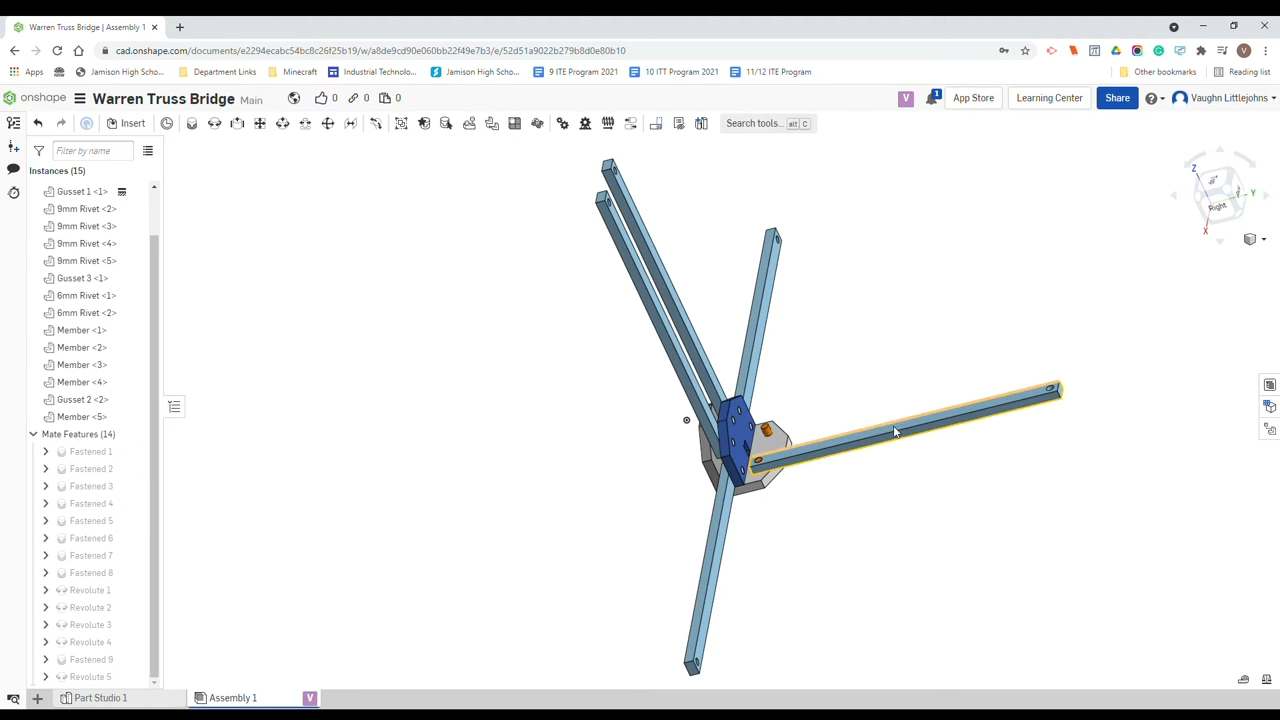 Warren Truss Bridge | Assembly 1
cad.onshape.com/documents/e2294ecabc54bc8c26f25b19/w/a8de9cd90e060bb22f49e7b3/e/52d51a9022b279b8d0e80b10
V
Apps
Jamison High Scho...
Department Links
Minecraft
Industrial Technolo...
Jamison High Scho...
9 ITE Program 2021
10 ITT Program 2021
11/12 ITE Program
Other bookmarks
Reading list
onshape
Warren Truss Bridge Main
0
0
0
V
1
App Store
Learning Center
Share
Vaughn Littlejohns
Insert
Search tools... alt C
Filter by name
Instances (15)
Gusset 1 <1>
9mm Rivet <2>
9mm Rivet <3>
9mm Rivet <4>
9mm Rivet <5>
Gusset 3 <1>
6mm Rivet <1>
6mm Rivet <2>
Member <1>
Member <2>
Member <3>
Member <4>
Gusset 2 <2>
Member <5>
Mate Features (14)
Fastened 1
Fastened 2
Fastened 3
Fastened 4
Fastened 5
Fastened 6
Fastened 7
Fastened 8
Revolute 1
Revolute 2
Revolute 3
Revolute 4
Fastened 9
Revolute 5
Z
Y
Right
X
Part Studio 1
Assembly 1
V